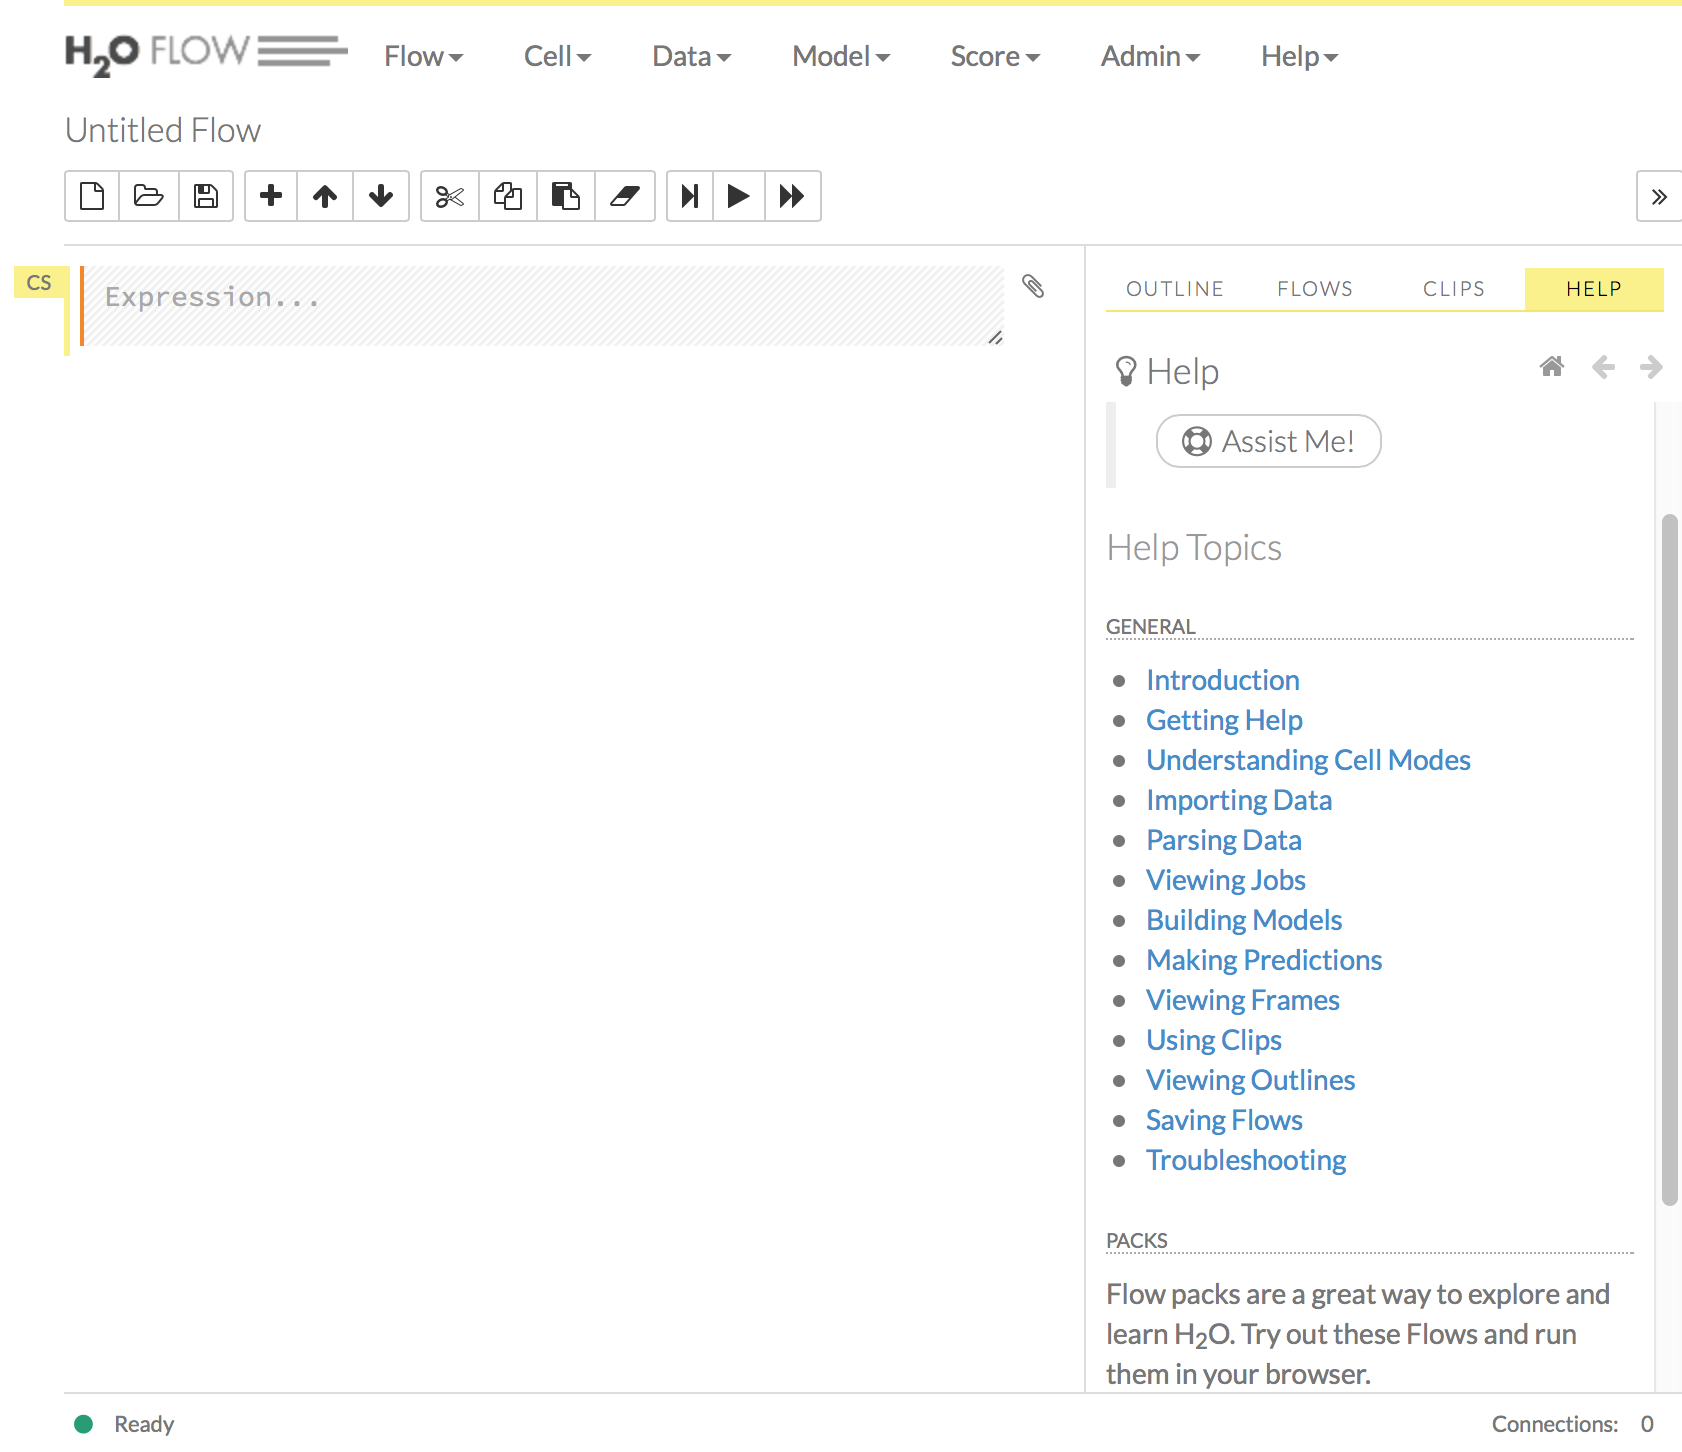 H2O FLOW
Flow Cell Data Model Score Admin Help
Untitled Flow
CS
Expression...
OUTLINE FLOWS CLIPS HELP
Help
Assist Me!
Help Topics
GENERAL
Introduction
Getting Help
Understanding Cell Modes
Importing Data
Parsing Data
Viewing Jobs
Building Models
Making Predictions
Viewing Frames
Using Clips
Viewing Outlines
Saving Flows
Troubleshooting
PACKS
Flow packs are a great way to explore and
learn H2O. Try out these Flows and run
them in your browser.
Ready
Connections: 0